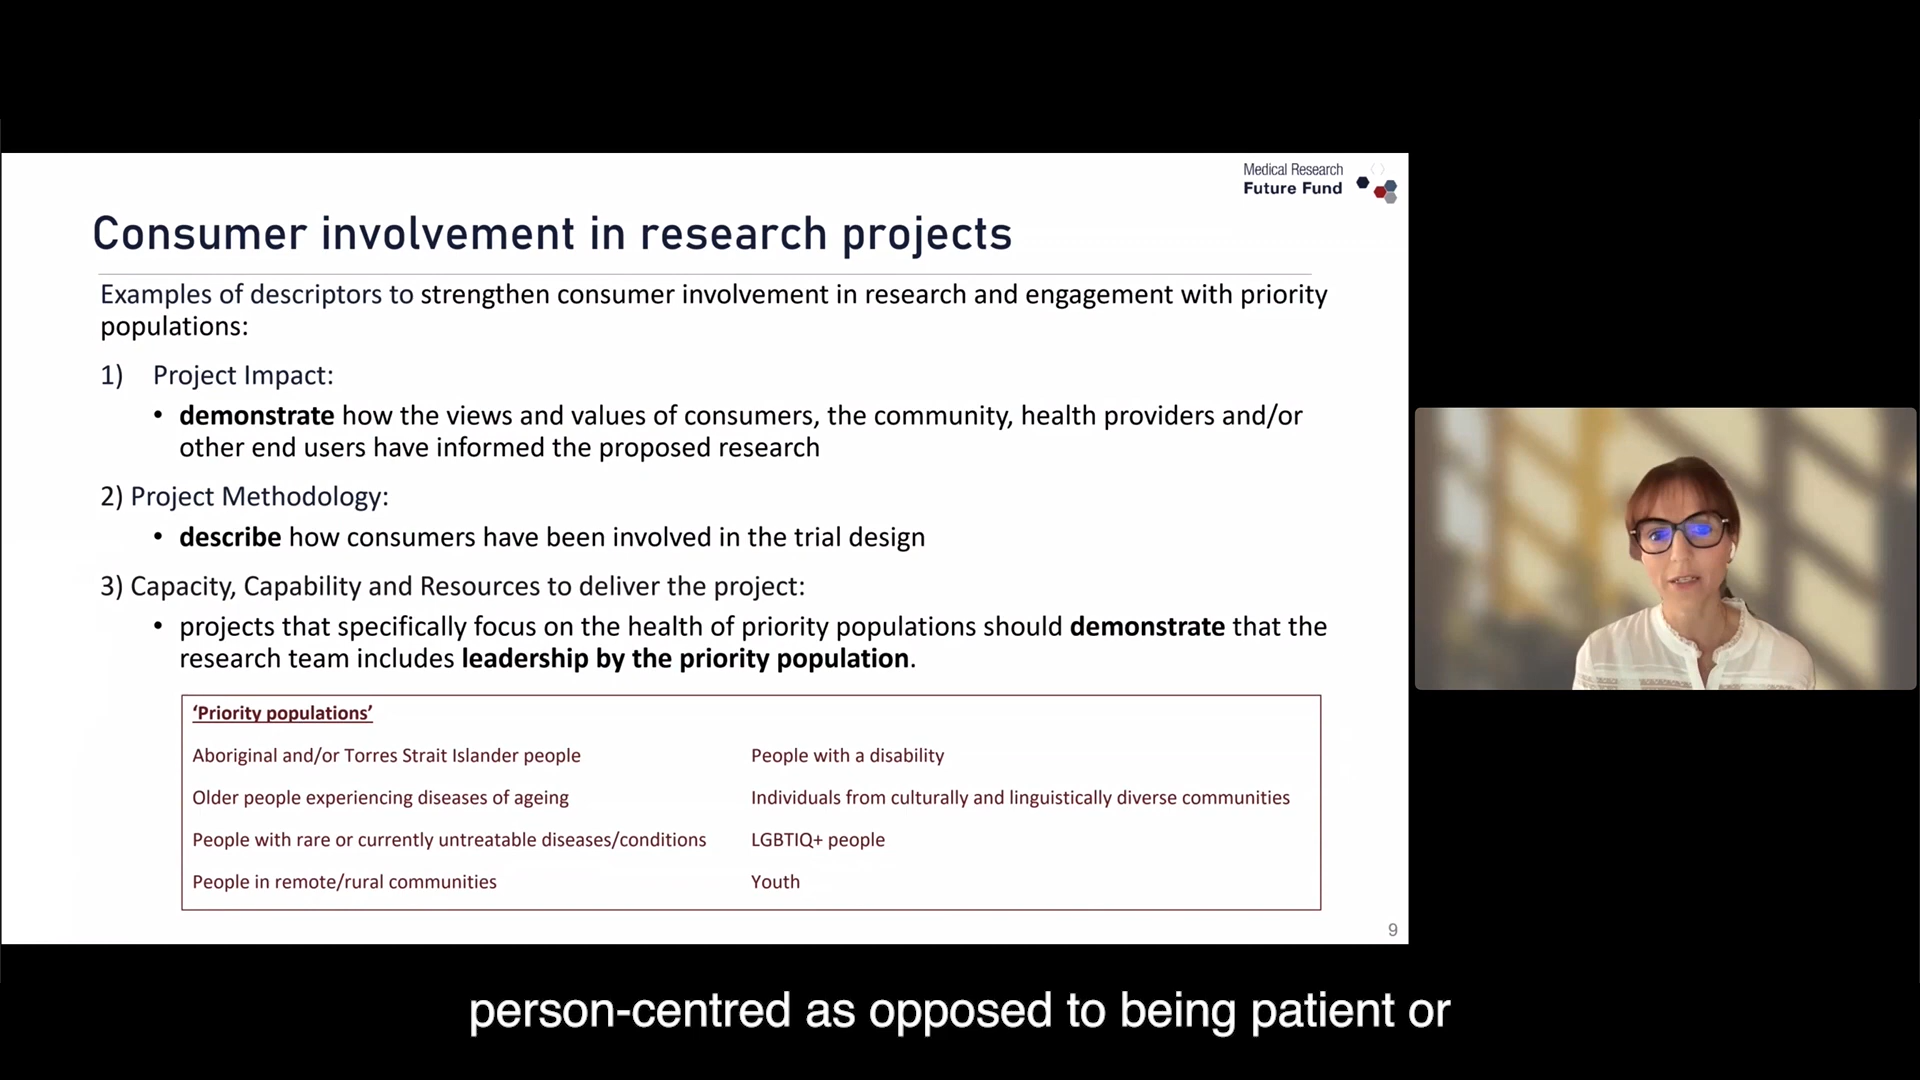 Medical Research
Future Fund
Consumer involvement in research projects
Examples of descriptors to strengthen consumer involvement in research and engagement with priority
populations:
1) Project Impact:
• demonstrate how the views and values of consumers, the community, health providers and/or
other end users have informed the proposed research
2) Project Methodology:
• describe how consumers have been involved in the trial design
3) Capacity, Capability and Resources to deliver the project:
• projects that specifically focus on the health of priority populations should demonstrate that the
research team includes leadership by the priority population.
‘Priority populations’
Aboriginal and/or Torres Strait Islander people
People with a disability
Older people experiencing diseases of ageing
Individuals from culturally and linguistically diverse communities
People with rare or currently untreatable diseases/conditions
LGBTIQ+ people
People in remote/rural communities
Youth
9
person-centred as opposed to being patient or